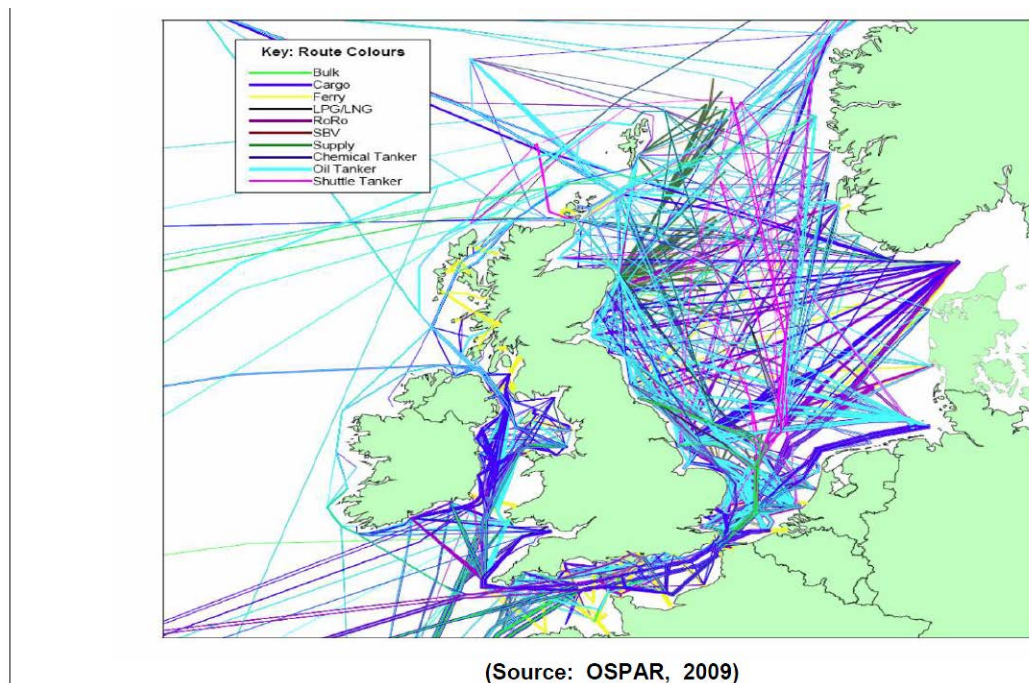 Key: Route Colours
Bulk
Cargo
Ferry
LPG/LNG
RoRo
SBV
Supply
Chemical Tanker
Oil Tanker
Shuttle Tanker
(Source: OSPAR, 2009)